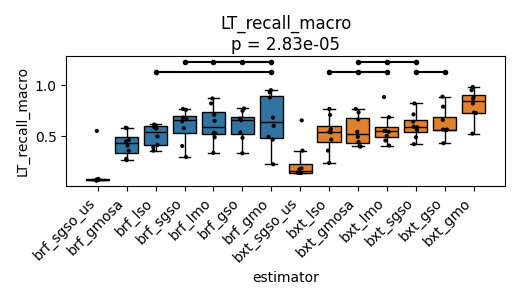 LT_recall_macro
p = 2.83e-05
LT_recall_macro
1.0
0.5
brf_sgso_us
brf_gmosa
brf_lso
brf_sgso
brf_lmo
brf_gso
brf_gmo
bxt_sgso_us
bxt_lso
bxt_gmosa
bxt_lmo
bxt_sgso
bxt_gso
bxt_gmo
estimator